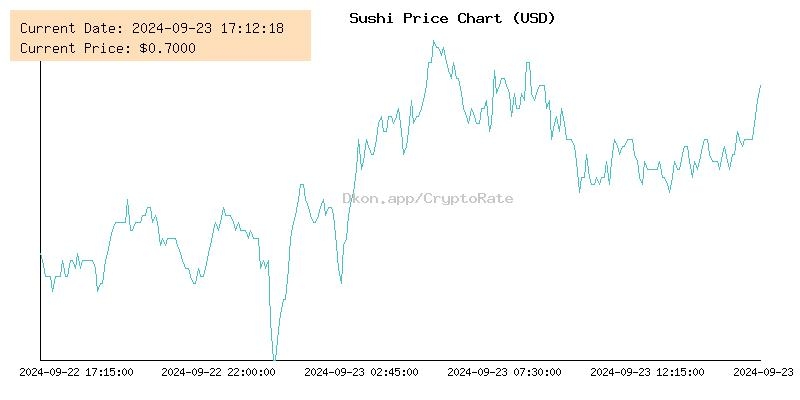 Sushi Price Chart (USD)
Current Date: 2024-09-23 17:12:18
Current Price: $0.7000
Dkon.app/CryptoRate
2024-09-22 17:15:00
2024-09-22 22:00:00
2024-09-23 02:45:00
2024-09-23 07:30:00
2024-09-23 12:15:00
2024-09-23